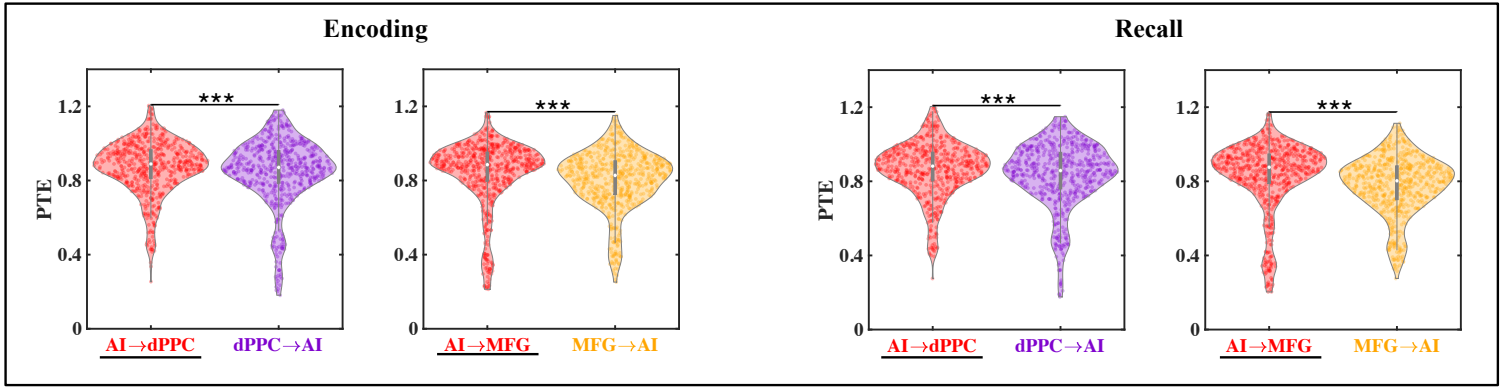 Encoding
Recall
PTE
1.2
0.8
0.4
0
***
AI→dPPC
dPPC→AI
1.2
0.8
0.4
0
***
AI→MFG
MFG→AI
PTE
1.2
0.8
0.4
0
***
AI→dPPC
dPPC→AI
1.2
0.8
0.4
0
***
AI→MFG
MFG→AI